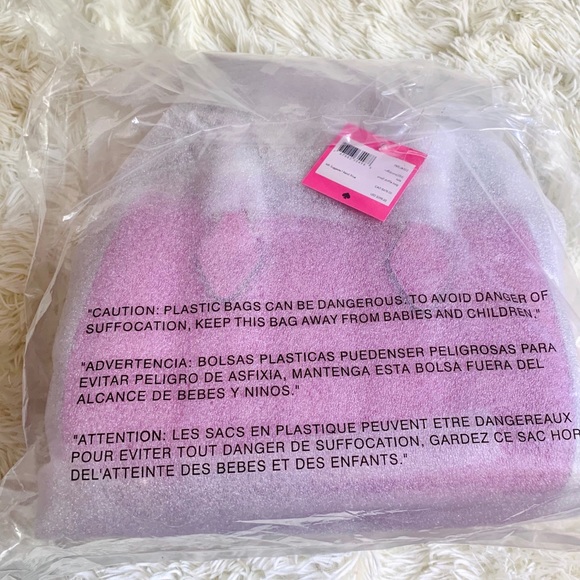 "CAUTION: PLASTIC BAGS CAN BE DANGEROUS. TO AVOID DANGER OF
SUFFOCATION, KEEP THIS BAG AWAY FROM BABIES AND CHILDREN."
"ADVERTENCIA: BOLSAS PLASTICAS PUEDENSER PELIGROSAS PARA
EVITAR PELIGRO DE ASFIXIA, MANTENGA ESTA BOLSA FUERA DEL
ALCANCE DE BEBES Y NINOS."
"ATTENTION: LES SACS EN PLASTIQUE PEUVENT ETRE DANGEREAUX
POUR EVITER TOUT DANGER DE SUFFOCATION, GARDEZ CE SAC HOR
DEL'ATTEINTE DES BEBES ET DES ENFANTS."